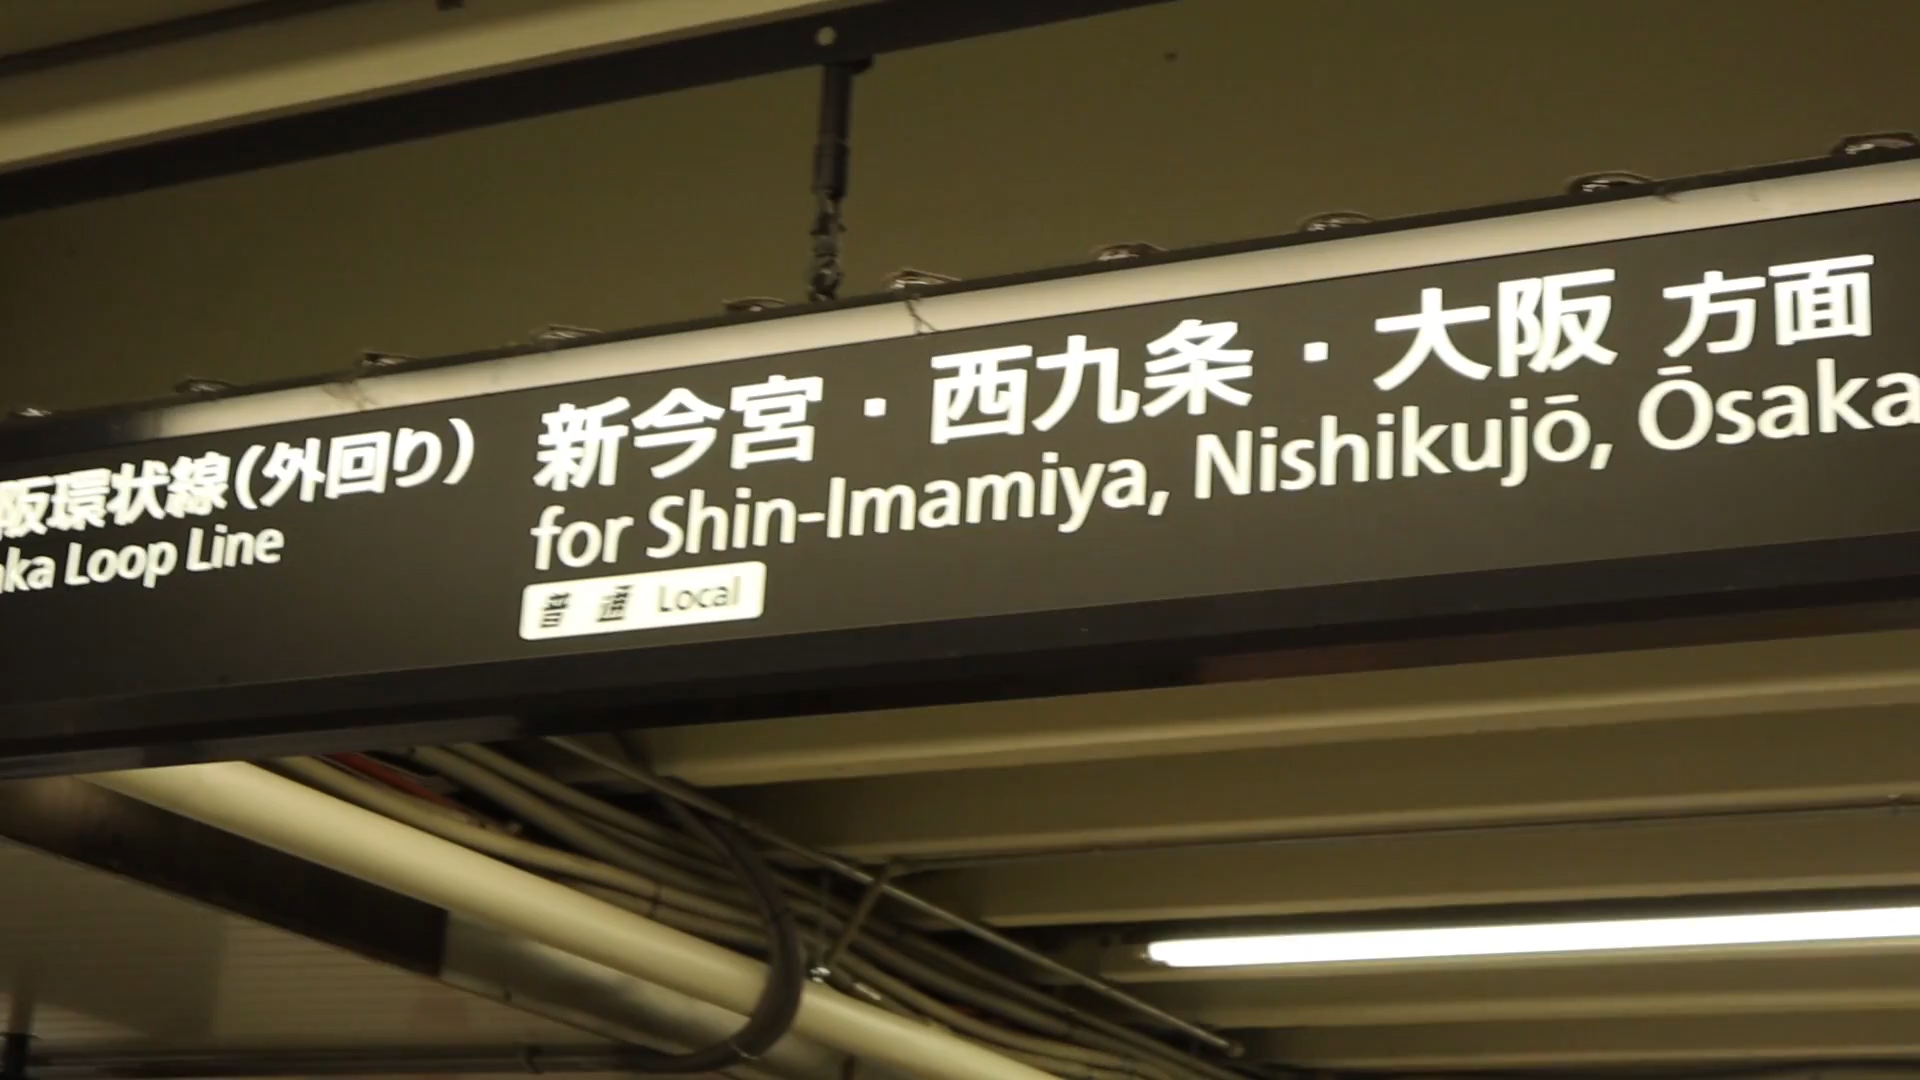 阪環状線(外回り)
ka Loop Line
新今宮・西九条・大阪 方面
for Shin-Imamiya, Nishikujō, Ōsaka
普通 Local